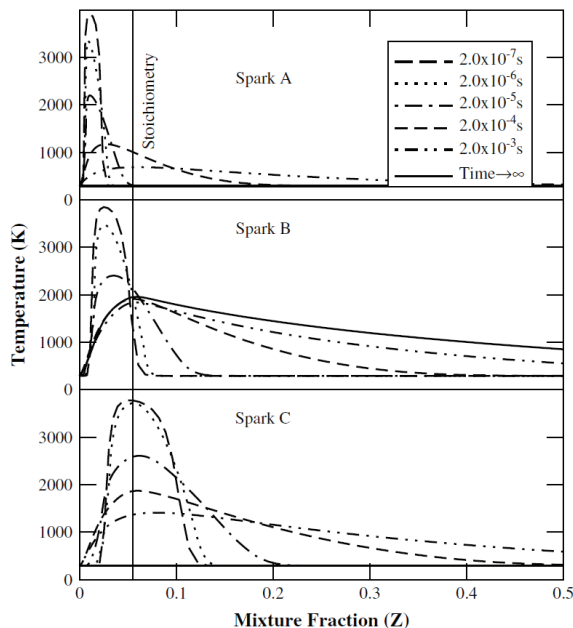 3000
2000
1000
0
Spark A
Stoichiometry
2.0x10⁻⁷s
2.0x10⁻⁶s
2.0x10⁻⁵s
2.0x10⁻⁴s
2.0x10⁻³s
Time→∞
Temperature (K)
3000
2000
1000
0
Spark B
3000
2000
1000
0
Spark C
0 0.1 0.2 0.3 0.4 0.5
Mixture Fraction (Z)